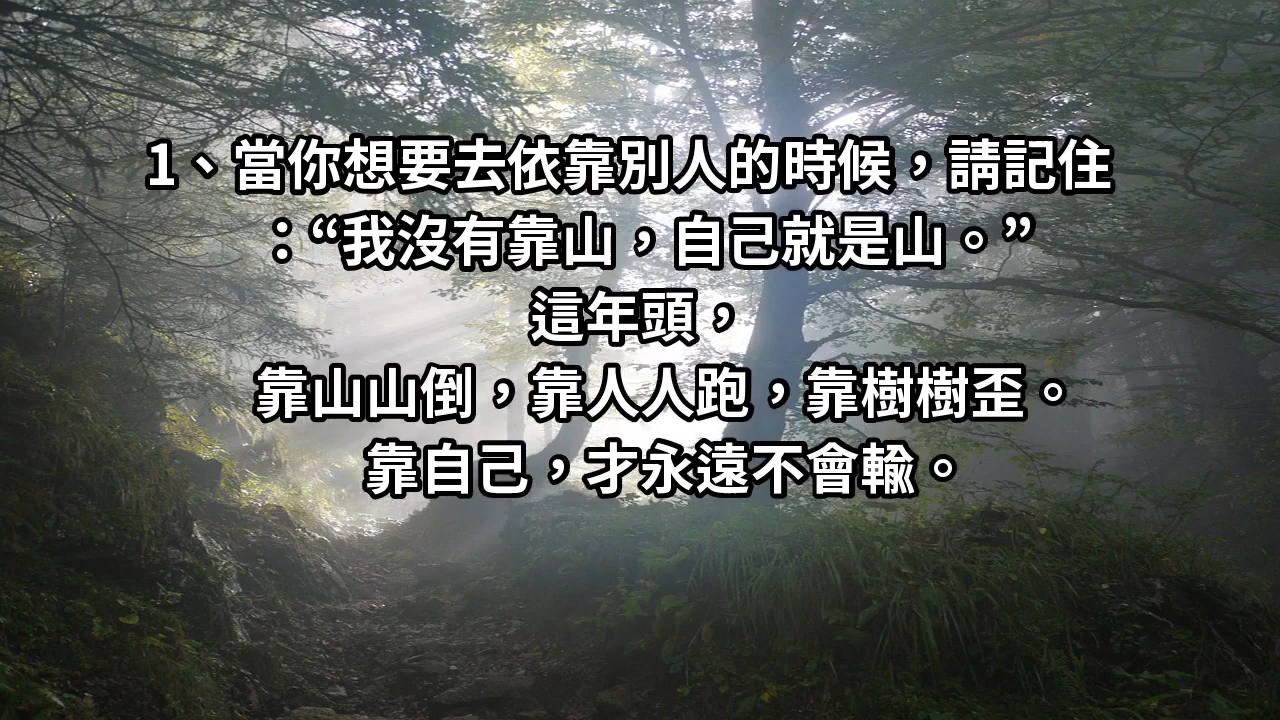 1、當你想要去依靠別人的時候，請記住
：“我沒有靠山，自己就是山。”
這年頭，
靠山山倒，靠人人跑，靠樹樹歪。
靠自己，才永遠不會輸。